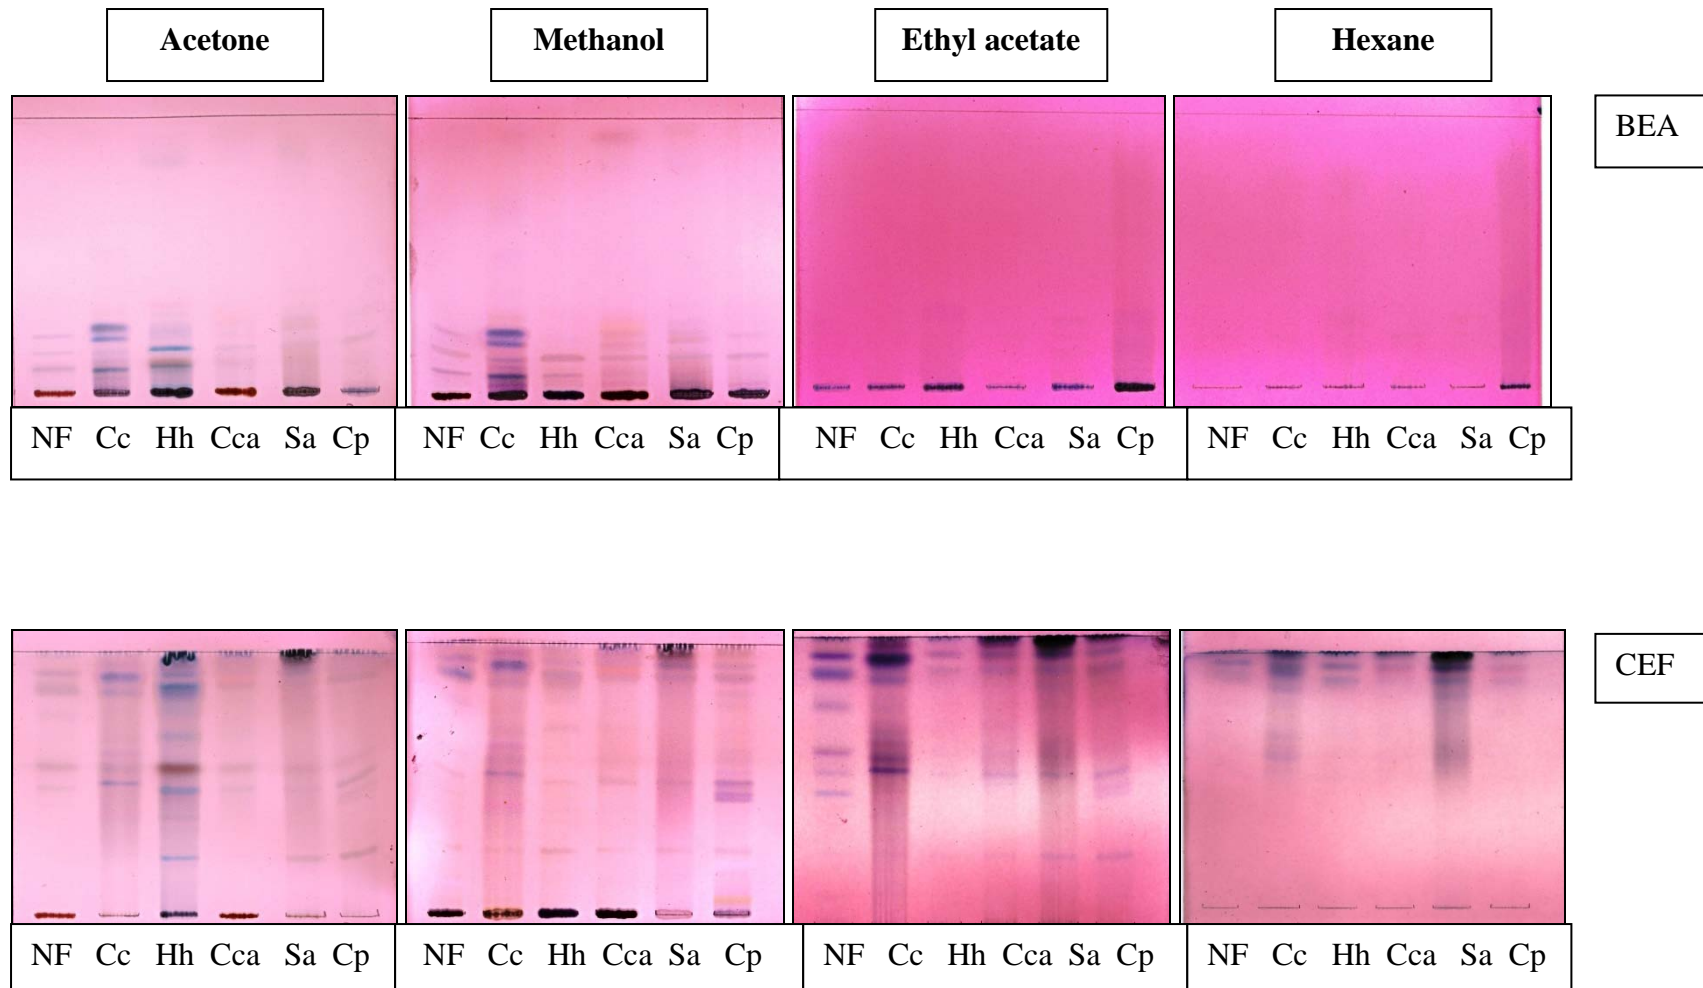 Acetone Methanol Ethyl acetate Hexane
BEA
NF Cc Hh Cca Sa Cp NF Cc Hh Cca Sa Cp NF Cc Hh Cca Sa Cp NF Cc Hh Cca Sa Cp
CEF
NF Cc Hh Cca Sa Cp NF Cc Hh Cca Sa Cp NF Cc Hh Cca Sa Cp NF Cc Hh Cca Sa Cp